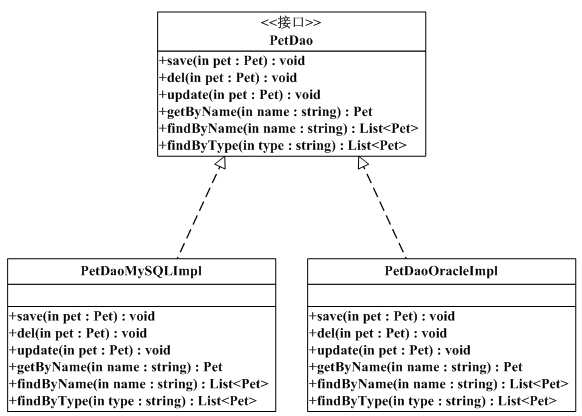 <<接口>>
PetDao
+save(in pet : Pet) : void
+del(in pet : Pet) : void
+update(in pet : Pet) : void
+getByName(in name : string) : Pet
+findByName(in name : string) : List<Pet>
+findByType(in type : string) : List<Pet>
PetDaoMySQLImpl
+save(in pet : Pet) : void
+del(in pet : Pet) : void
+update(in pet : Pet) : void
+getByName(in name : string) : Pet
+findByName(in name : string) : List<Pet>
+findByType(in type : string) : List<Pet>
PetDaoOracleImpl
+save(in pet : Pet) : void
+del(in pet : Pet) : void
+update(in pet : Pet) : void
+getByName(in name : string) : Pet
+findByName(in name : string) : List<Pet>
+findByType(in type : string) : List<Pet>